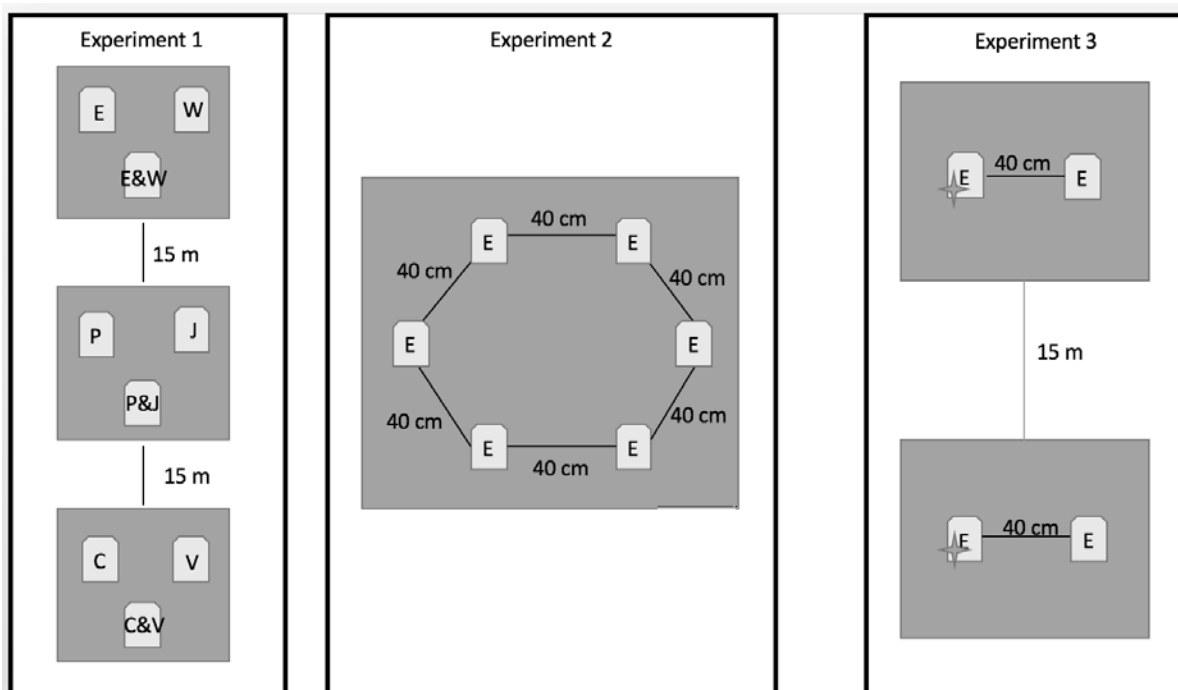 Experiment 1
E
W
E&W
15 m
P
J
P&J
15 m
C
V
C&V
Experiment 2
40 cm
E
E
40 cm
40 cm
E
E
40 cm
40 cm
E
E
40 cm
Experiment 3
E
40 cm
E
15 m
E
40 cm
E